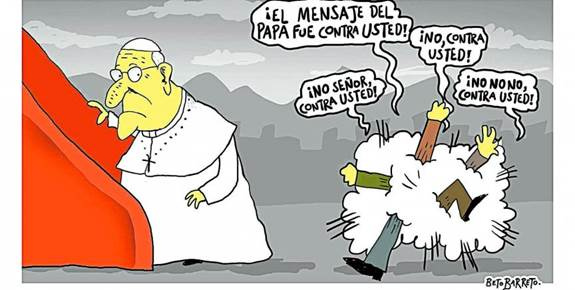 ¡EL MENSAJE DEL
PAPA FUE CONTRA USTED!
¡NO, CONTRA
USTED!
¡NO SEÑOR,
CONTRA USTED!
¡NO NO NO,
CONTRA USTED!
BETO BARRETO.